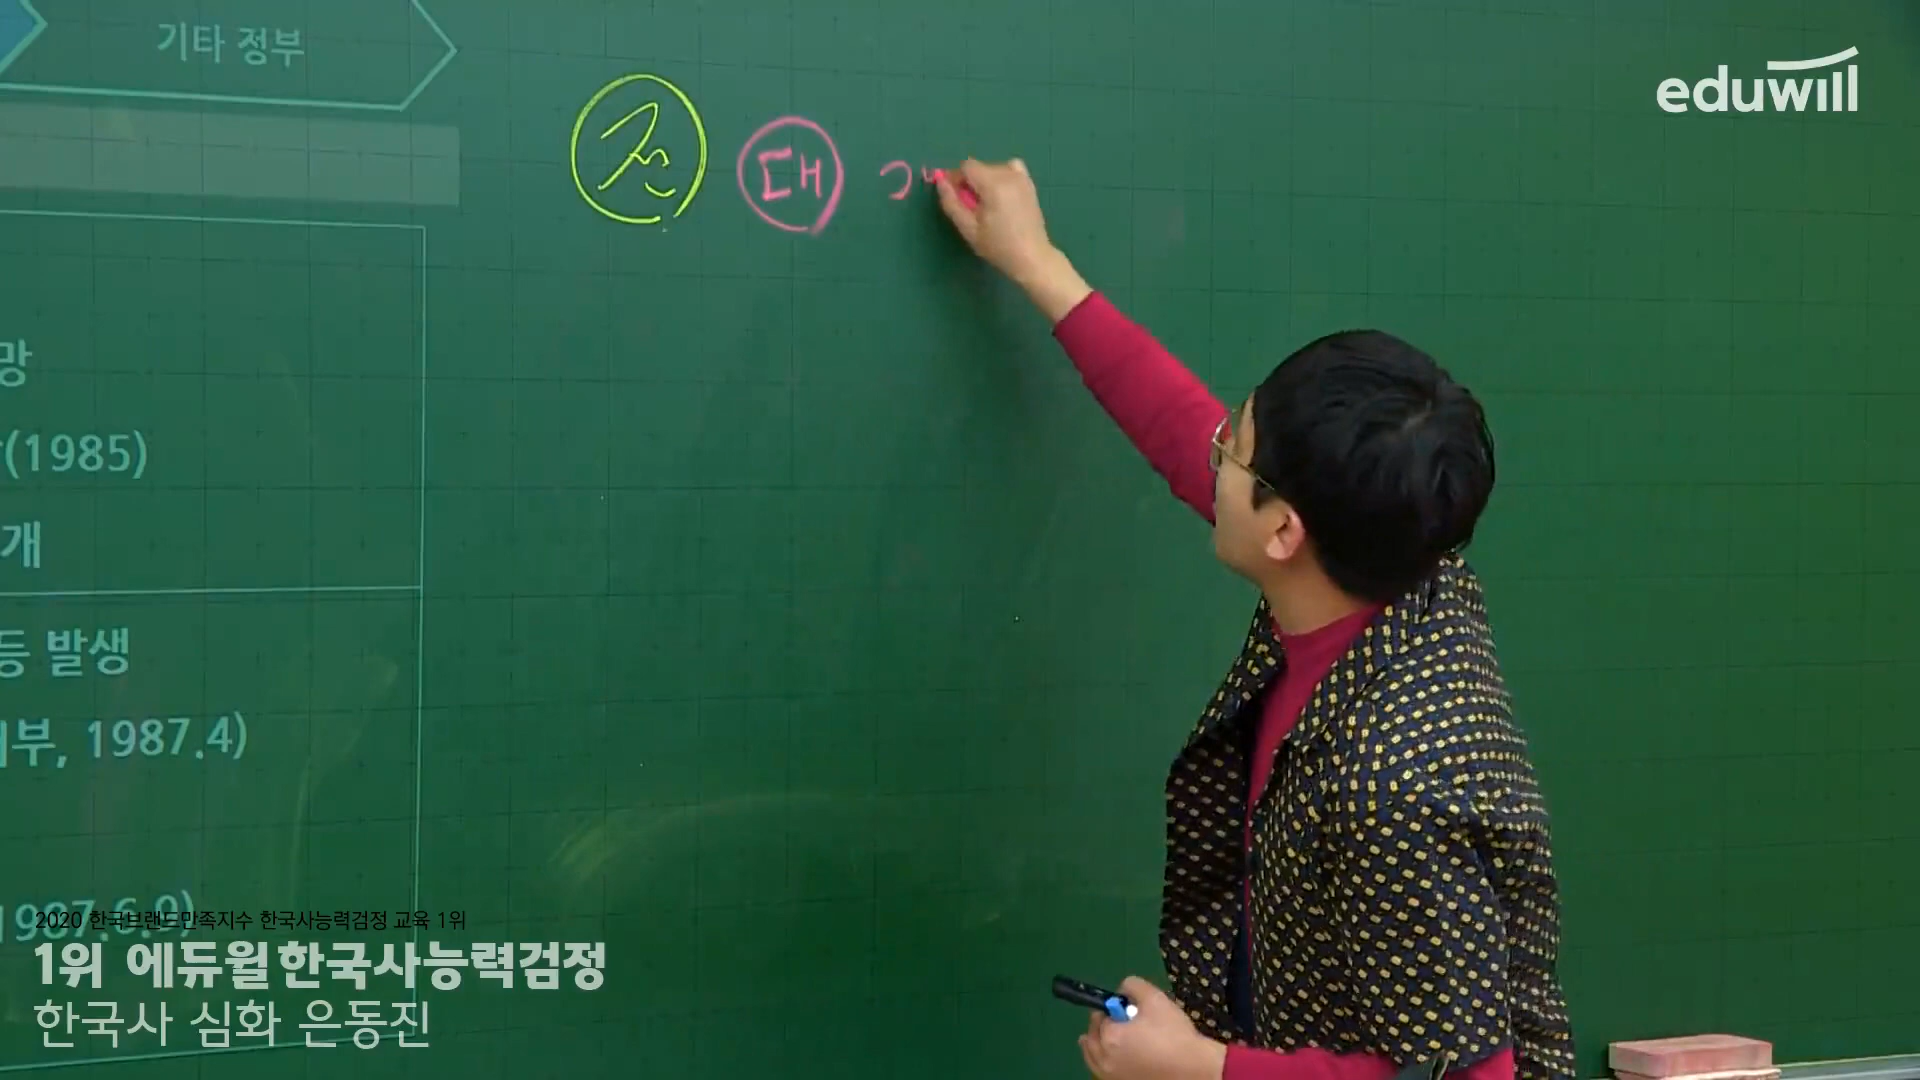 기타 정부
eduwill
전 대
망
(1985)
개
등 발생
부, 1987.4)
1987.6.9)
2020 한국브랜드만족지수 한국사능력검정 교육 1위
1위 에듀윌 한국사능력검정
한국사 심화 은동진